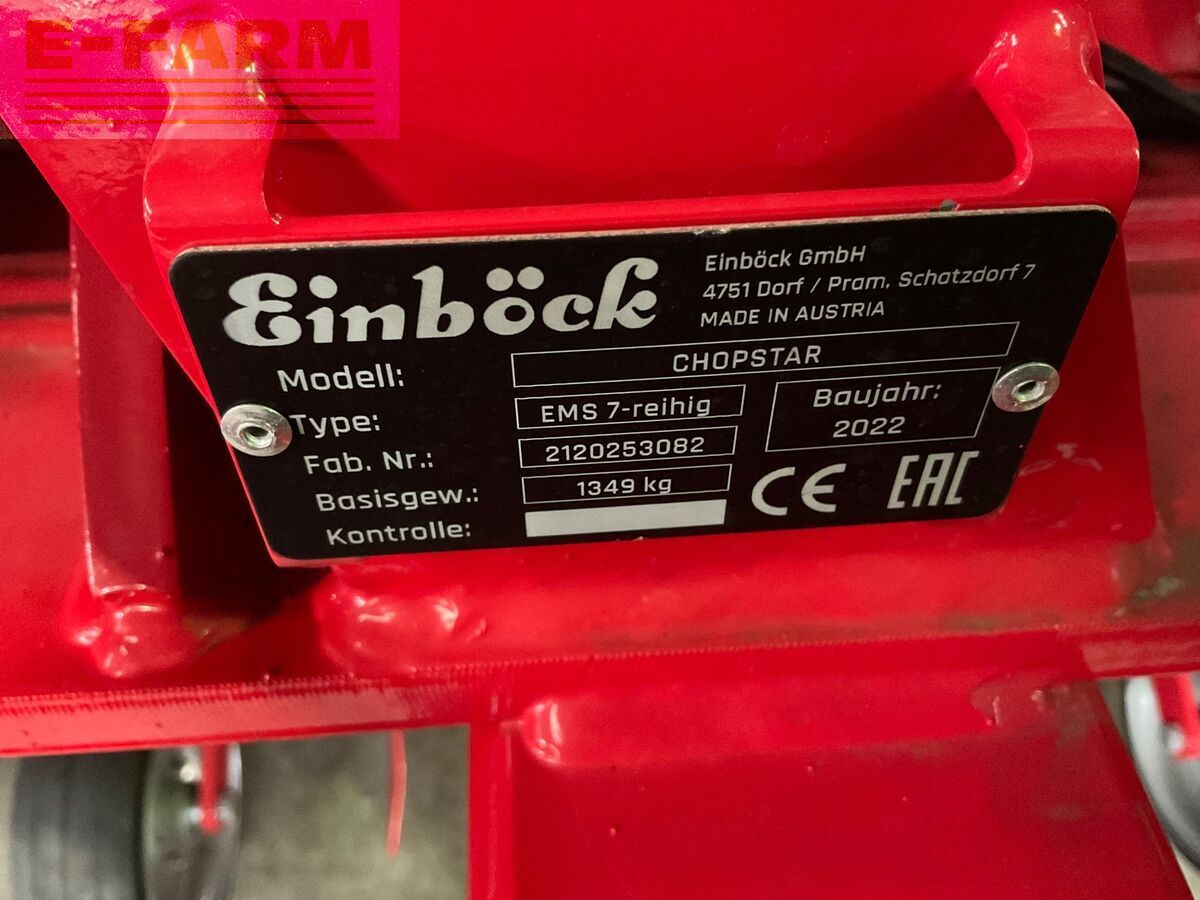 E-FARM
Einböck
Einböck GmbH
4751 Dorf / Pram, Schatzdorf 7
MADE IN AUSTRIA
Modell: CHOPSTAR
Type: EMS 7-reihig
Baujahr:
2022
Fab. Nr.: 2120253082
Basisgew.: 1349 kg
Kontrolle:
CE EAC